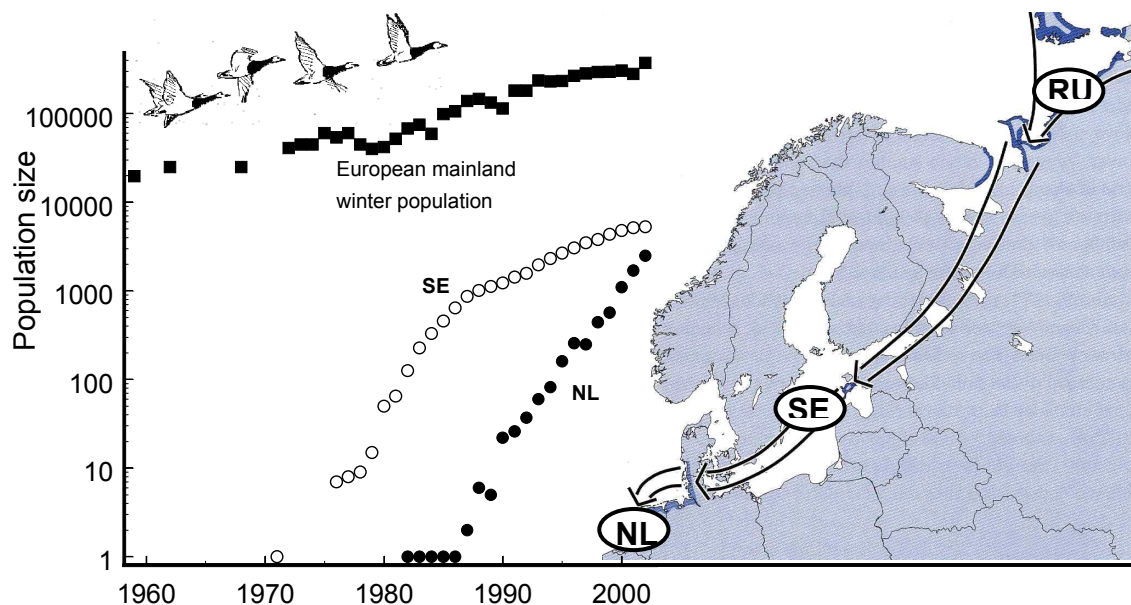 Population size
100000
10000
1000
100
10
1
1960
1970
1980
1990
2000
European mainland
winter population
SE
NL
RU
SE
NL